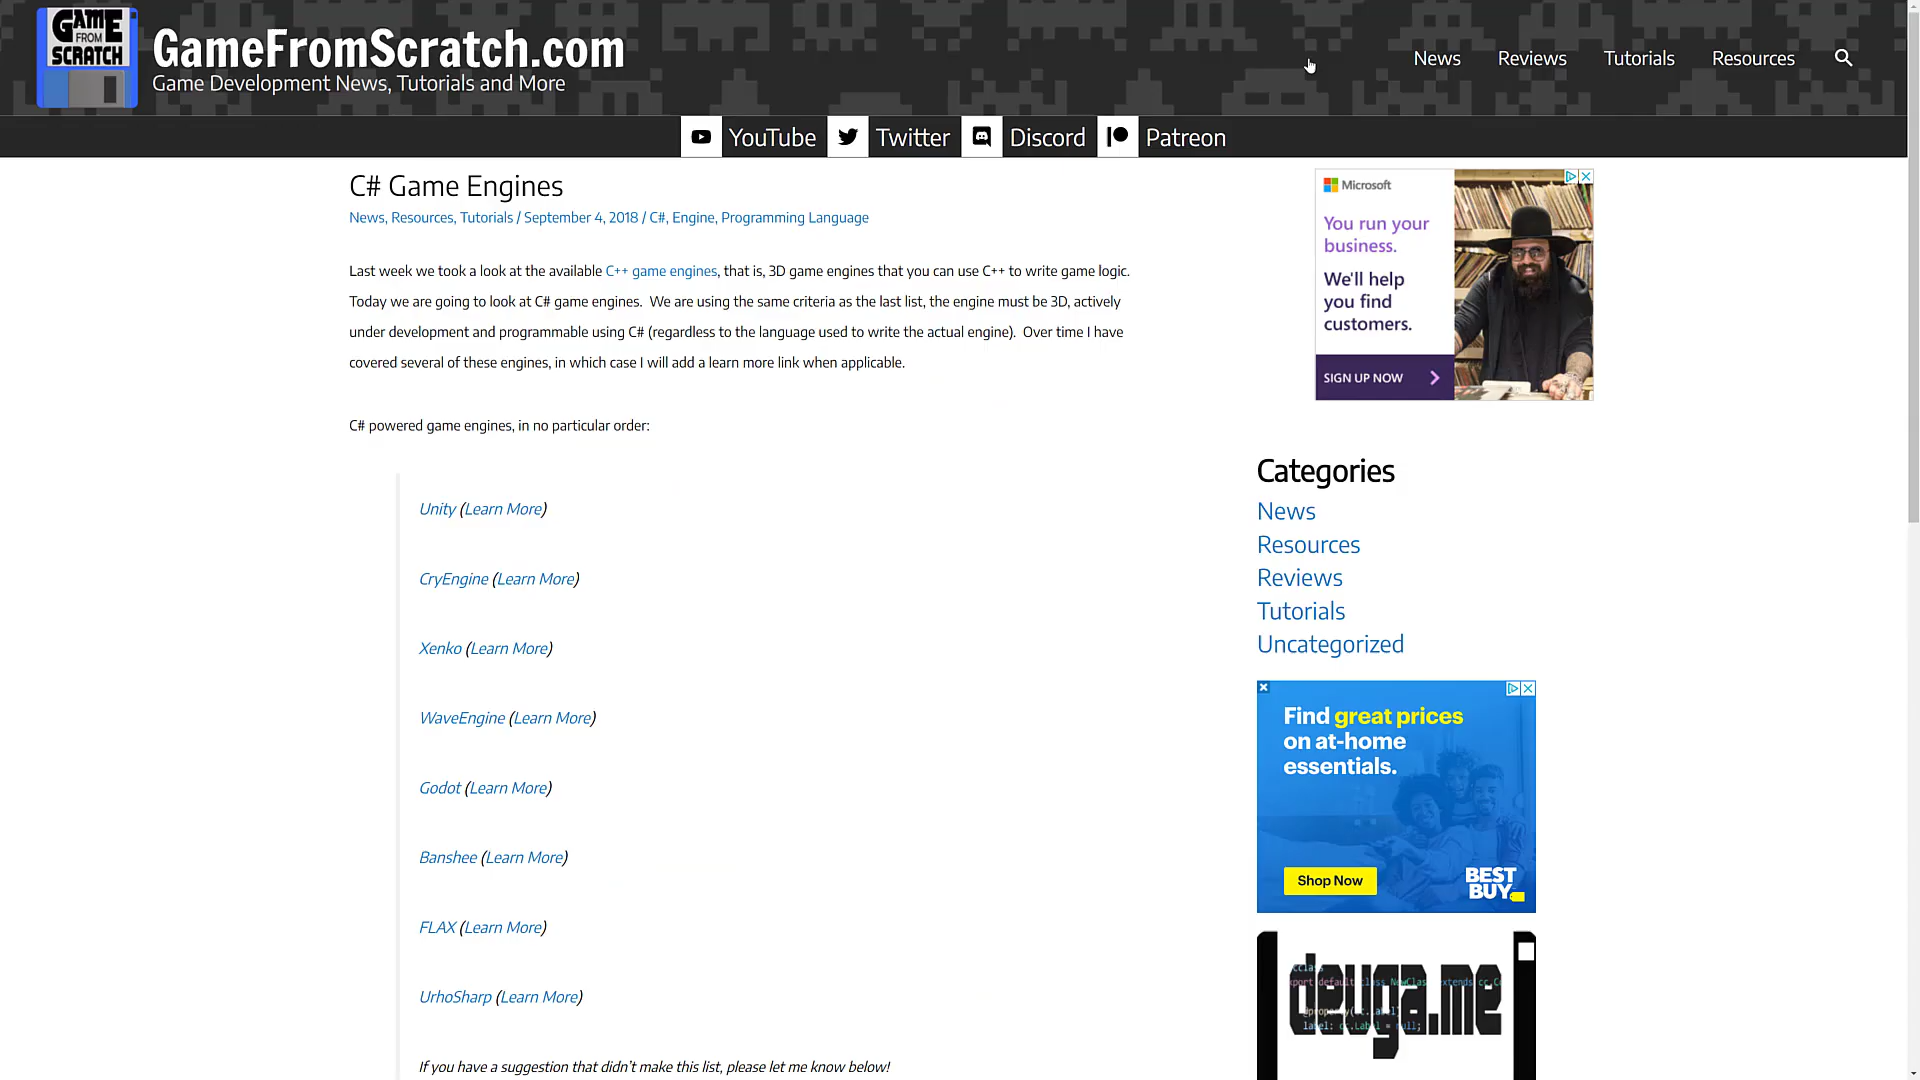 GAME
FROM
SCRATCH
GameFromScratch.com
Game Development News, Tutorials and More
News
Reviews
Tutorials
Resources
YouTube
Twitter
Discord
Patreon
C# Game Engines
News, Resources, Tutorials / September 4, 2018 / C#, Engine, Programming Language
Last week we took a look at the available C++ game engines, that is, 3D game engines that you can use C++ to write game logic.
Today we are going to look at C# game engines.  We are using the same criteria as the last list, the engine must be 3D, actively
under development and programmable using C# (regardless to the language used to write the actual engine).  Over time I have
covered several of these engines, in which case I will add a learn more link when applicable.
C# powered game engines, in no particular order:
Unity (Learn More)
CryEngine (Learn More)
Xenko (Learn More)
WaveEngine (Learn More)
Godot (Learn More)
Banshee (Learn More)
FLAX (Learn More)
UrhoSharp (Learn More)
If you have a suggestion that didn't make this list, please let me know below!
Microsoft
You run your
business.
We'll help
you find
customers.
SIGN UP NOW
Categories
News
Resources
Reviews
Tutorials
Uncategorized
Find great prices
on at-home
essentials.
Shop Now
BEST
BUY
devga.me